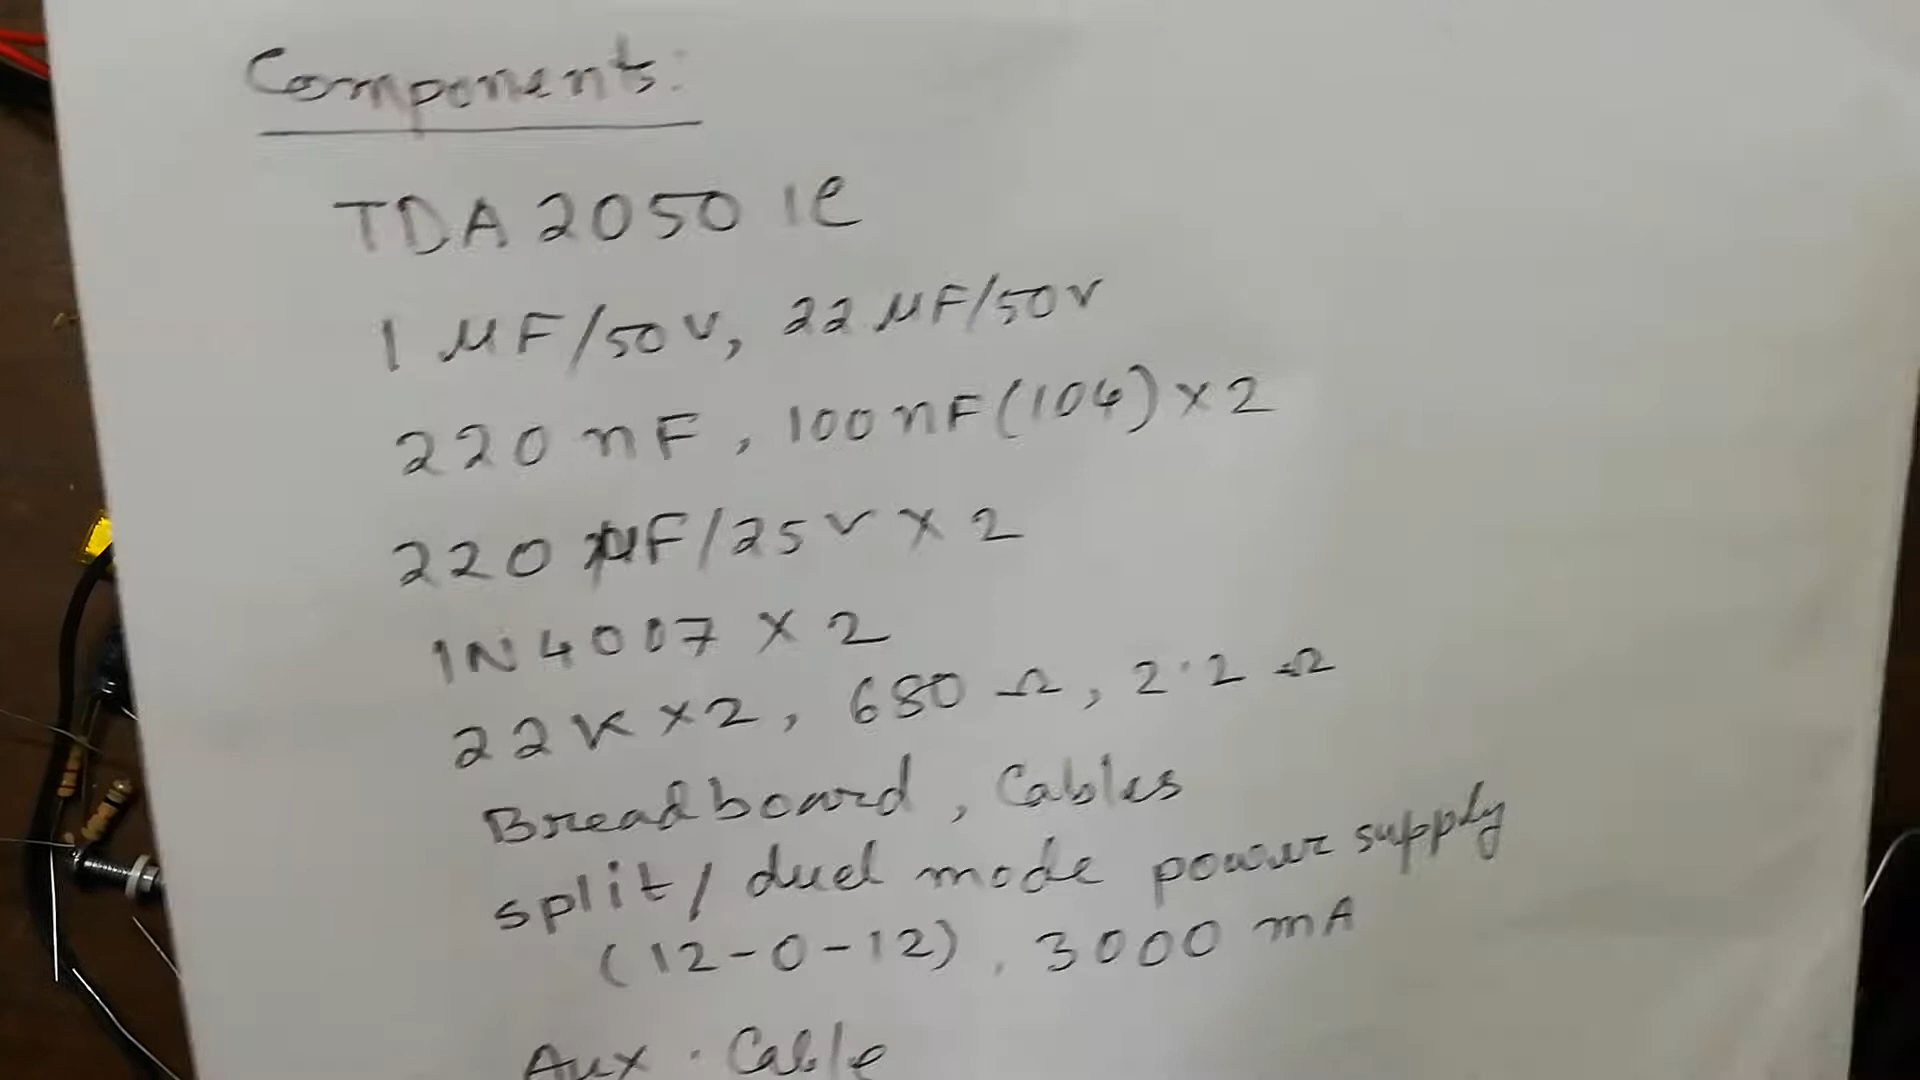 Components:
TDA 2050 IC
1 μF/50V, 22 μF/50V
220 nF, 100nF(104) x 2
220 μF/25V x 2
1N4007 x 2
22K x 2, 680 Ω, 2.2 Ω
Breadboard, Cables
split/ duel mode power supply
(12-0-12), 3000 mA
Aux. Cable